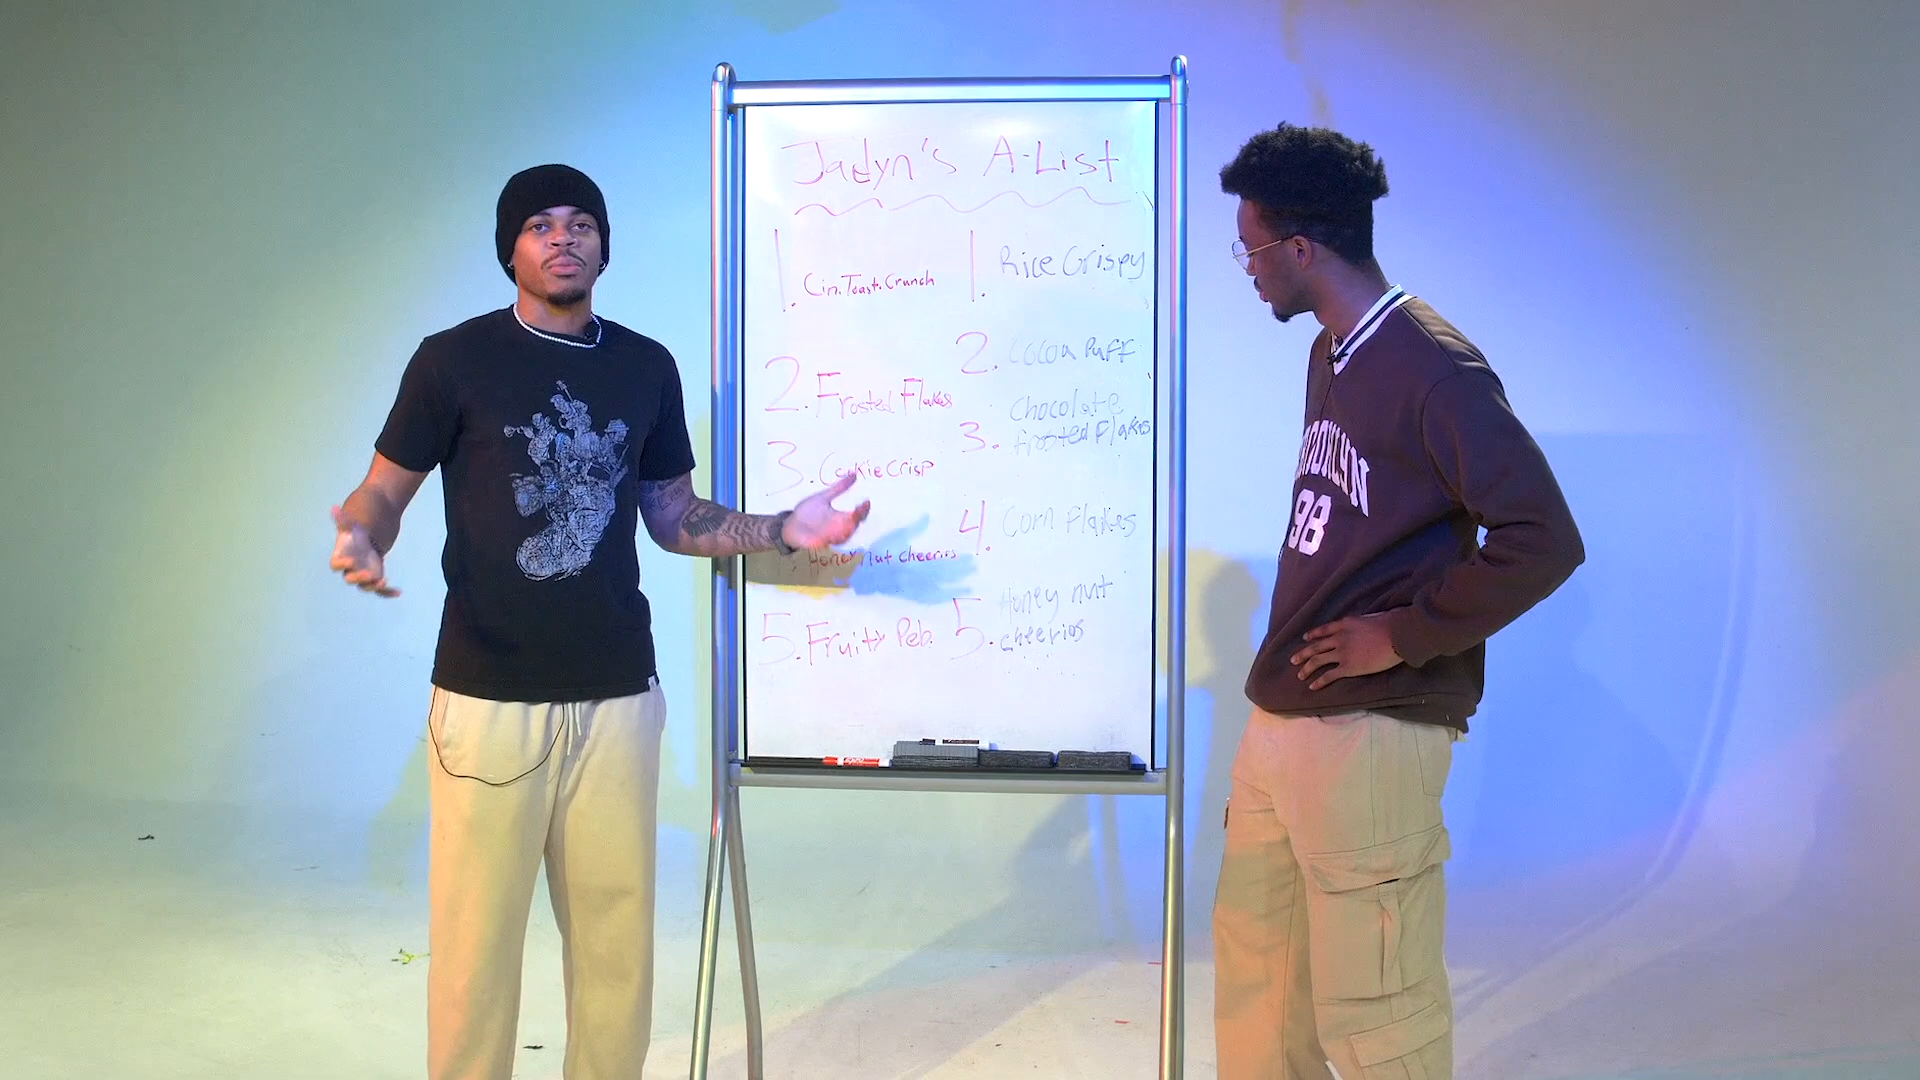 Jadyn's A-List
1. Cin. Toast. Crunch
2. Frosted Flakes
3. Cookie Crisp
Honey nut cheerios
5. Fruity Peb.
1. Rice Crispy
2. Cocoa Puff
3. Chocolate
frosted flakes
4. Corn flakes
5. Honey nut
cheerios
BROOKLYN
98